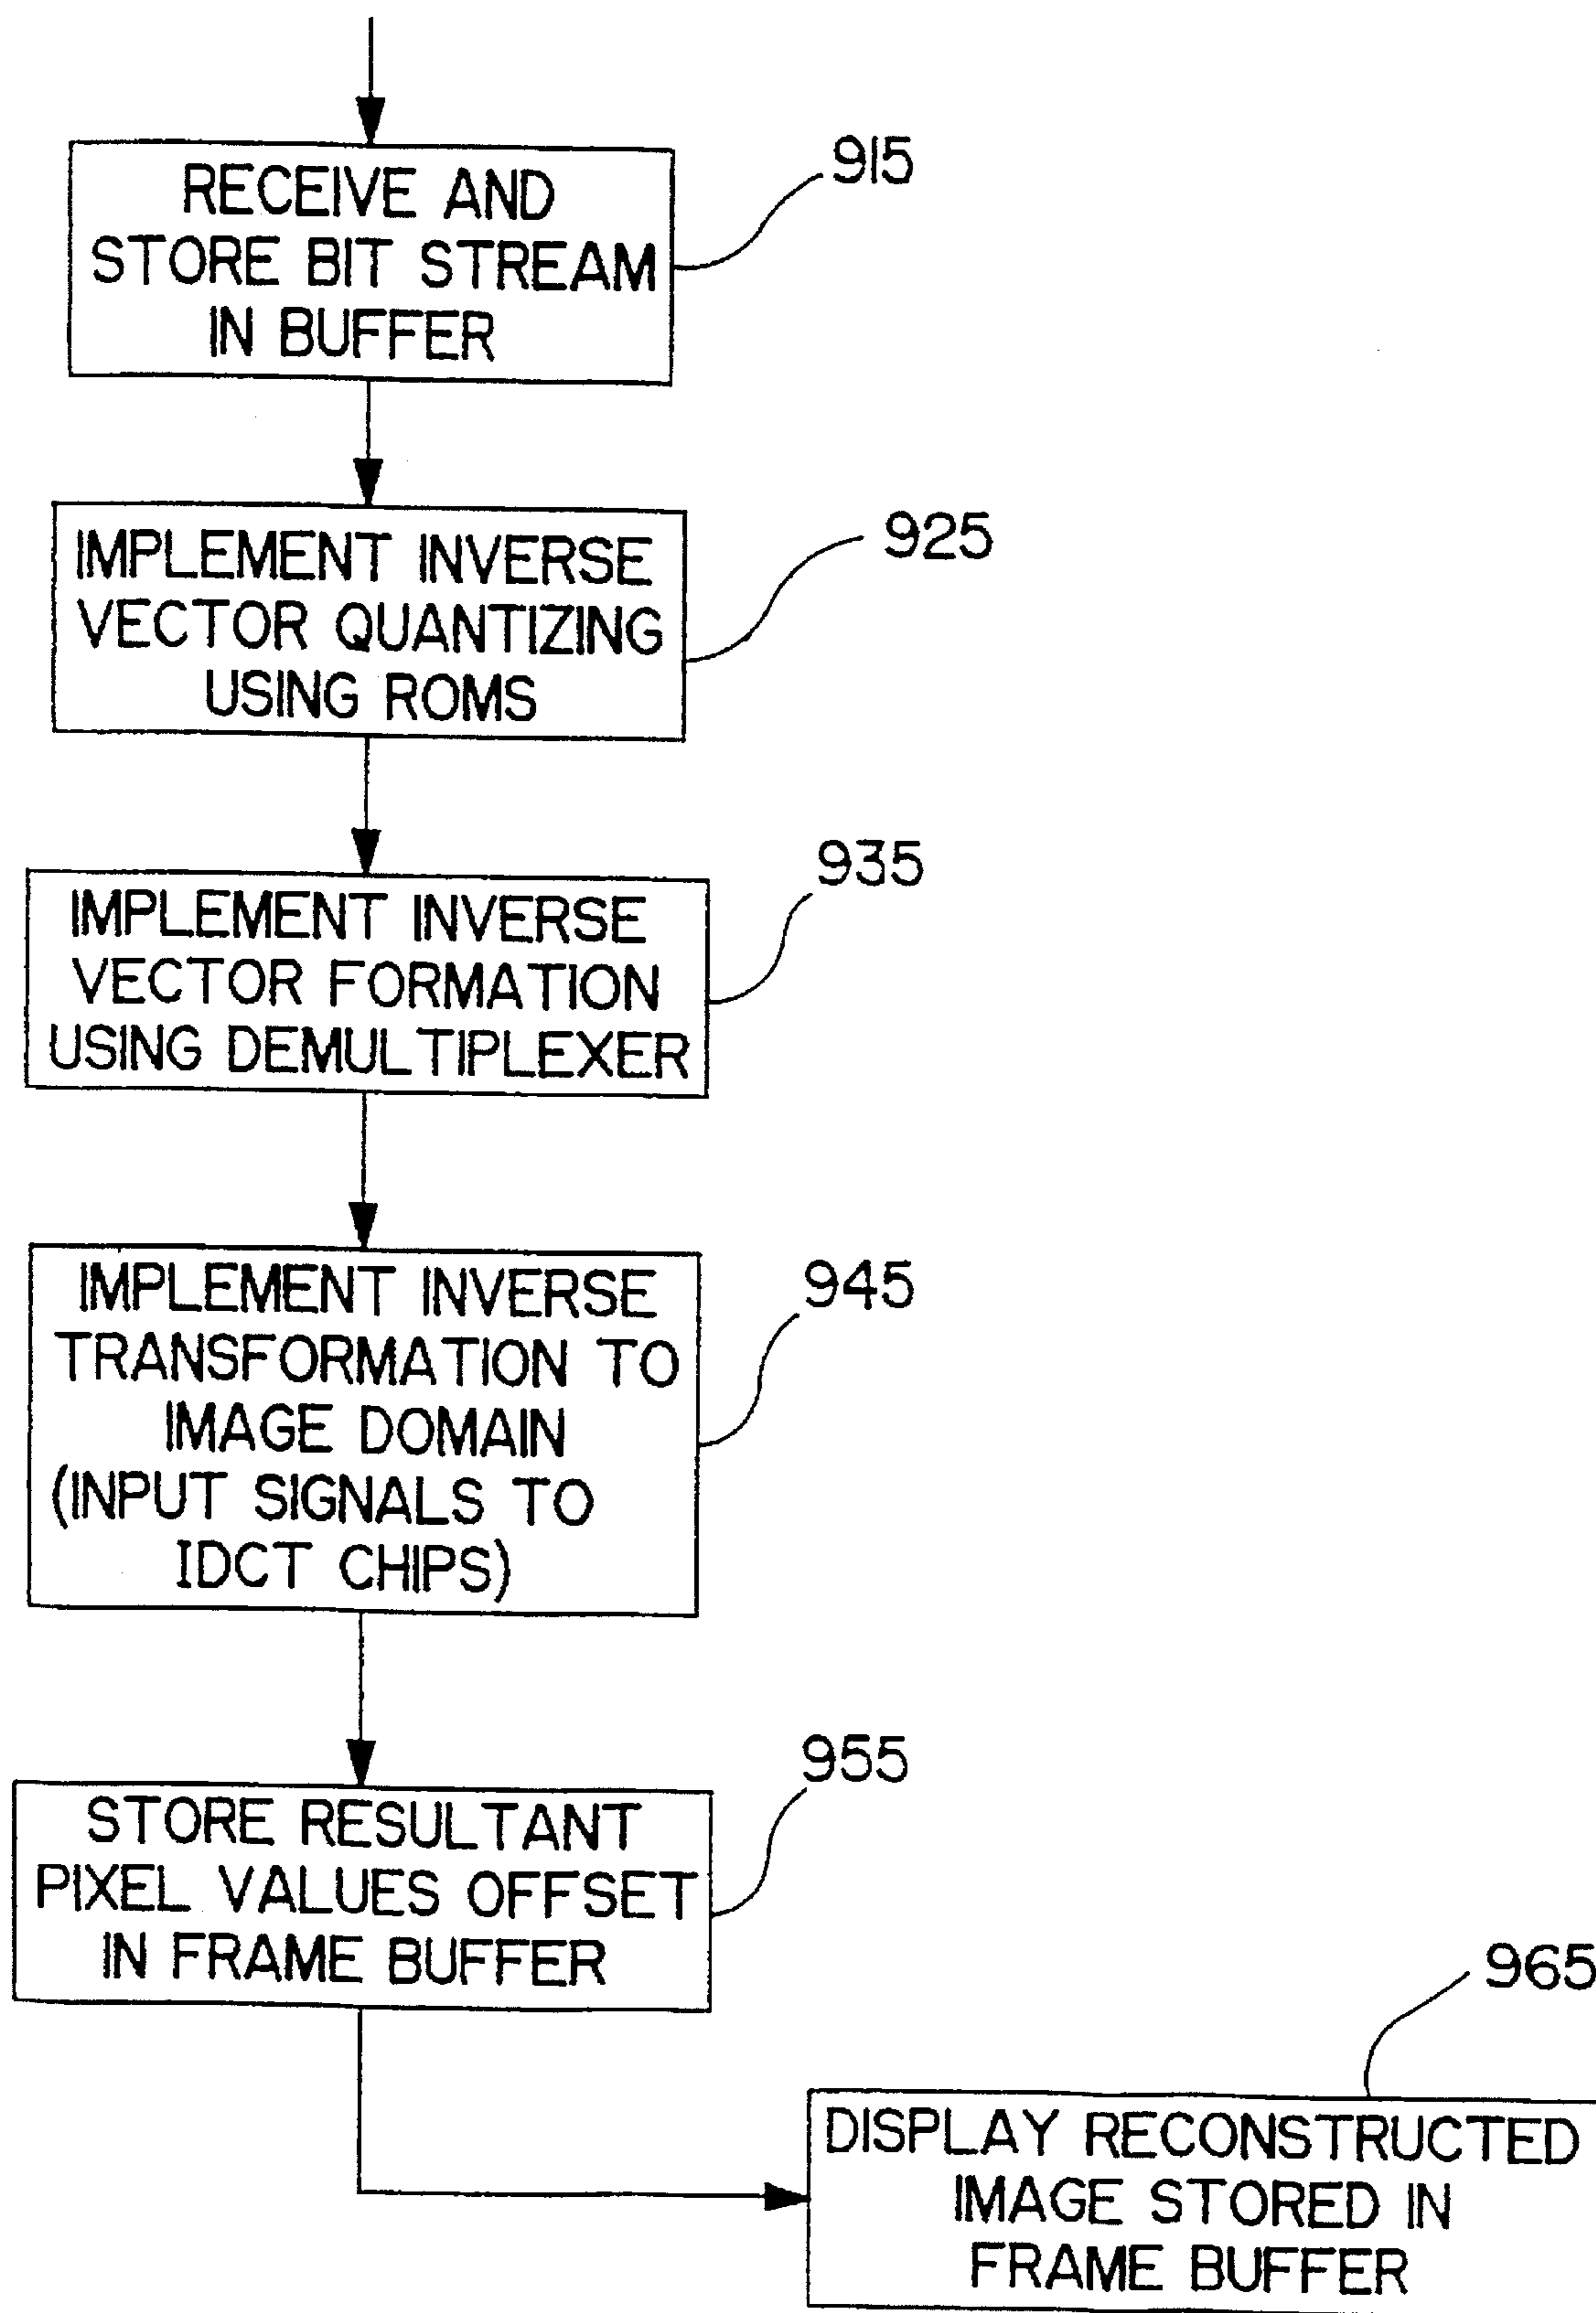 RECEIVE AND
STORE BIT STREAM
IN BUFFER
915
IMPLEMENT INVERSE
VECTOR QUANTIZING
USING ROMS
925
IMPLEMENT INVERSE
VECTOR FORMATION
USING DEMULTIPLEXER
935
IMPLEMENT INVERSE
TRANSFORMATION TO
IMAGE DOMAIN
(INPUT SIGNALS TO
IDCT CHIPS)
945
STORE RESULTANT
PIXEL VALUES OFFSET
IN FRAME BUFFER
955
965
DISPLAY RECONSTRUCTED
IMAGE STORED IN
FRAME BUFFER